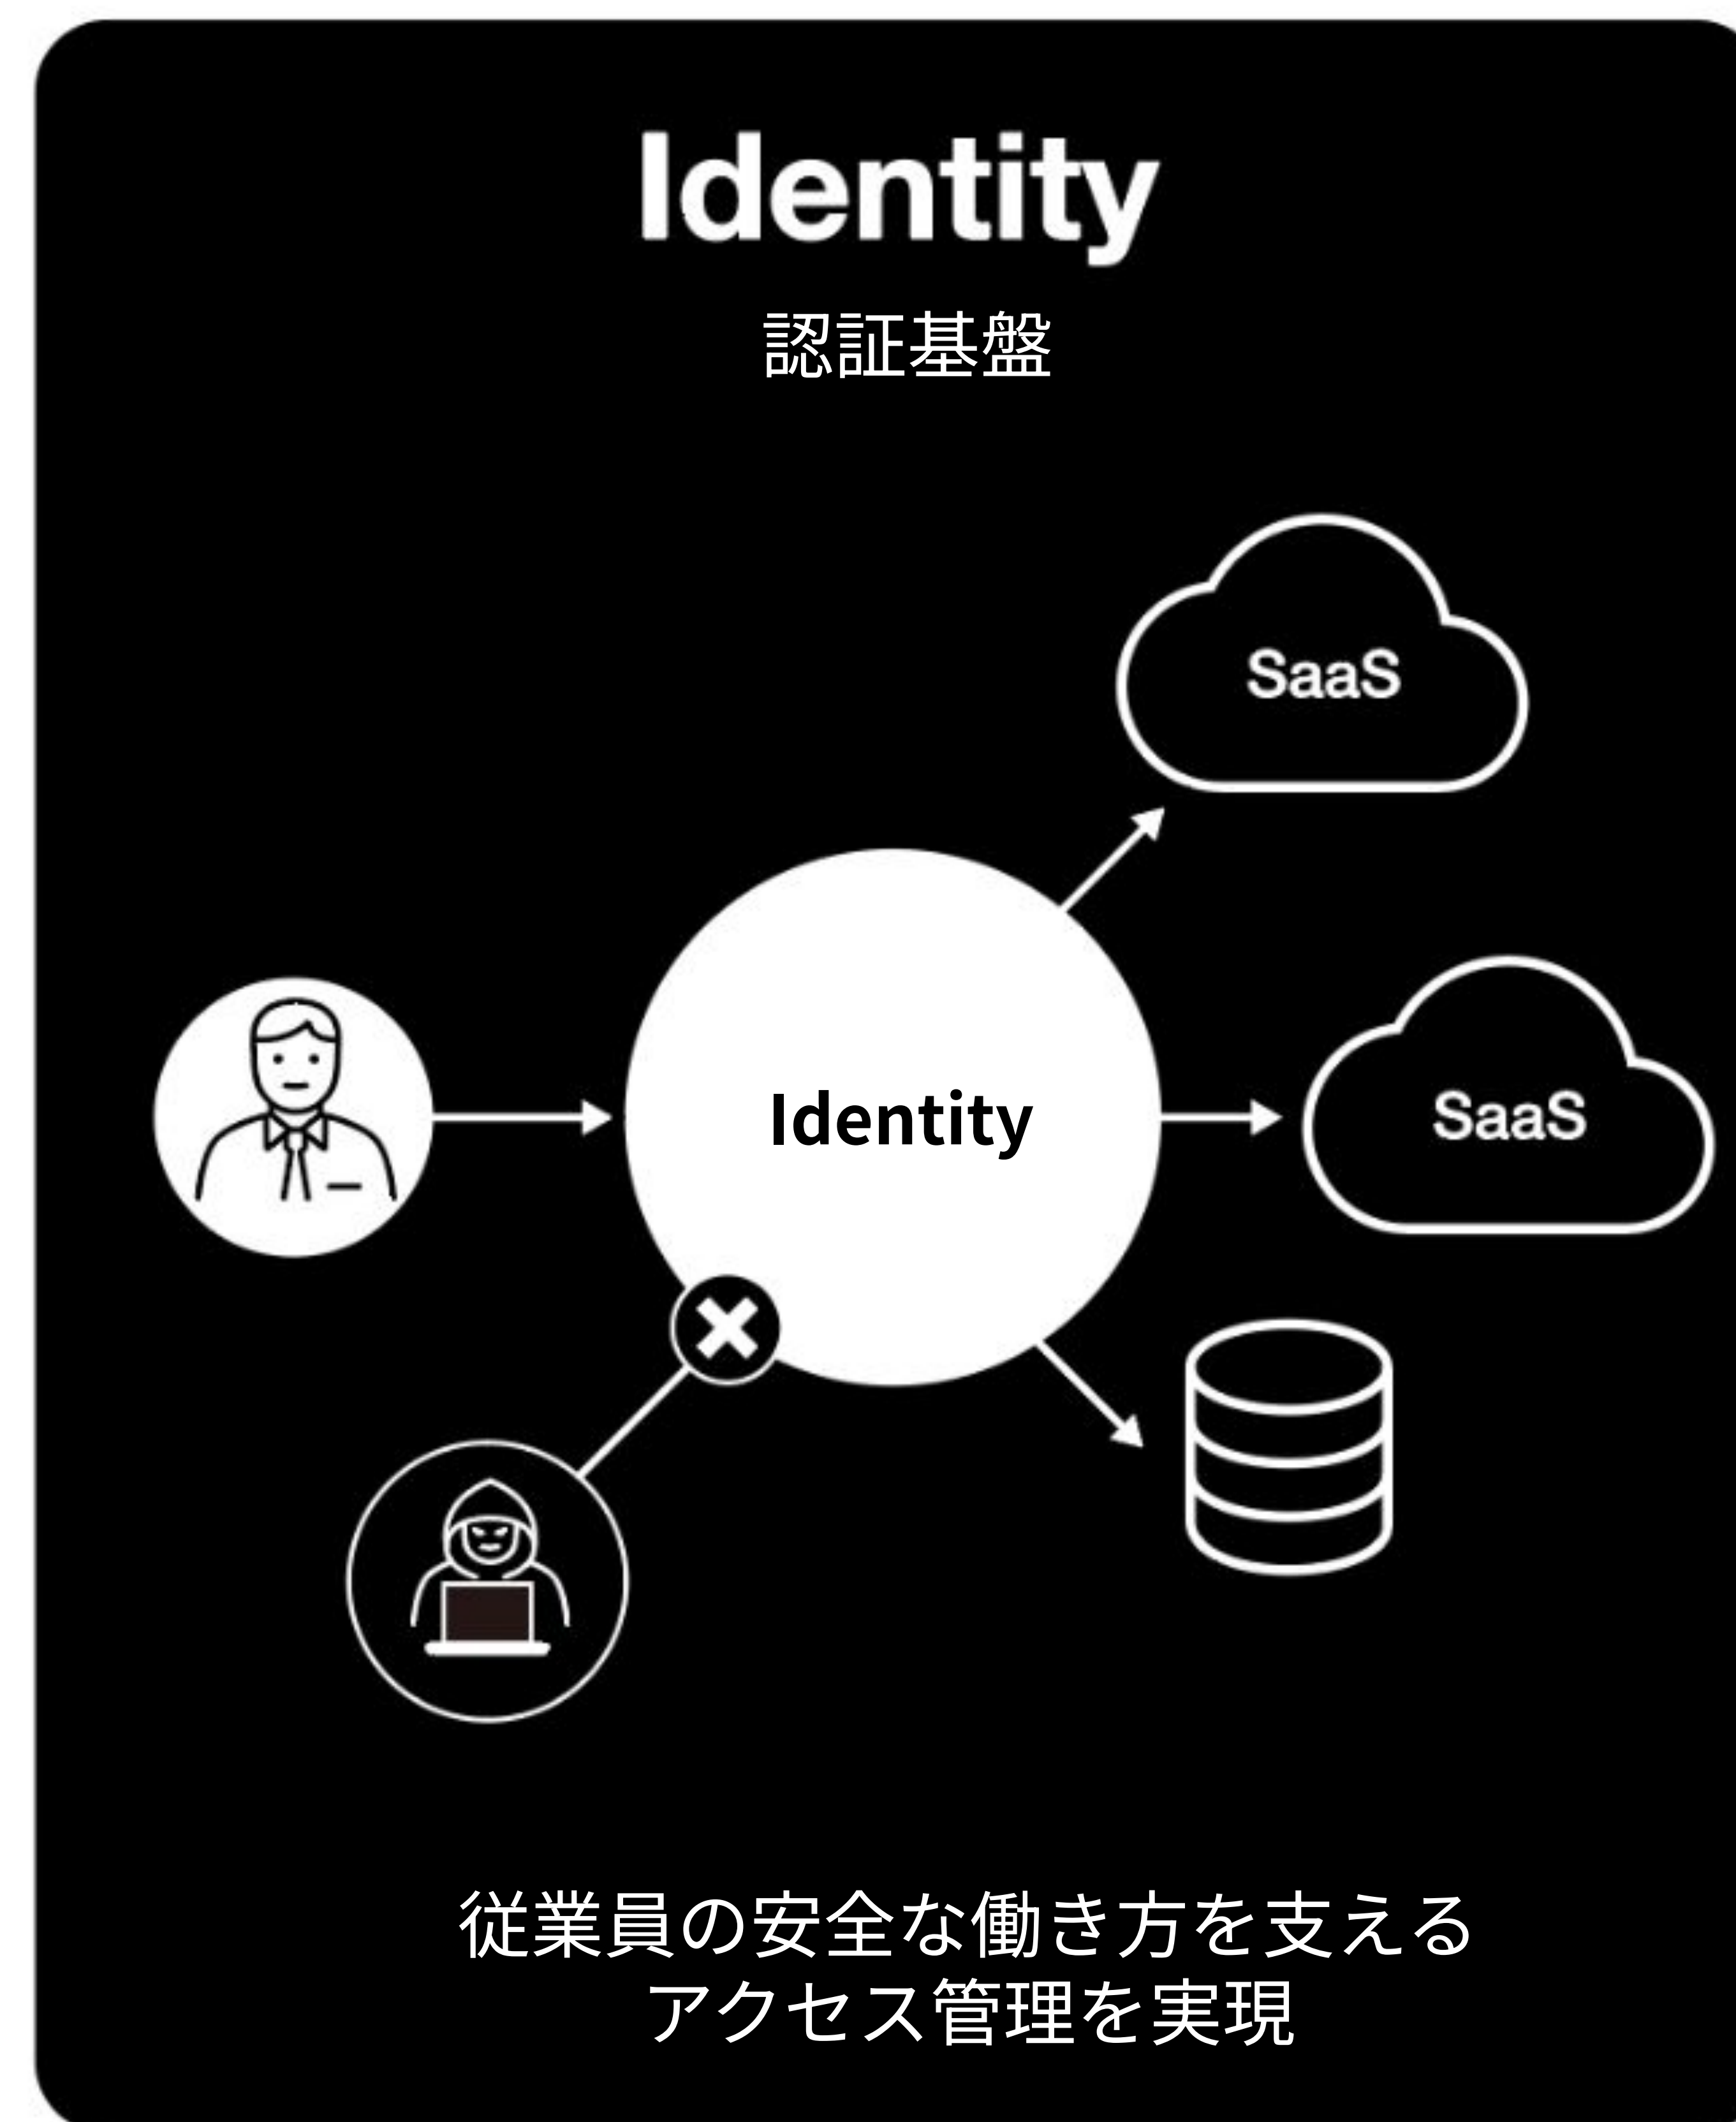 Identity
認証基盤
SaaS
Identity
SaaS
従業員の安全な働き方を支える
アクセス管理を実現